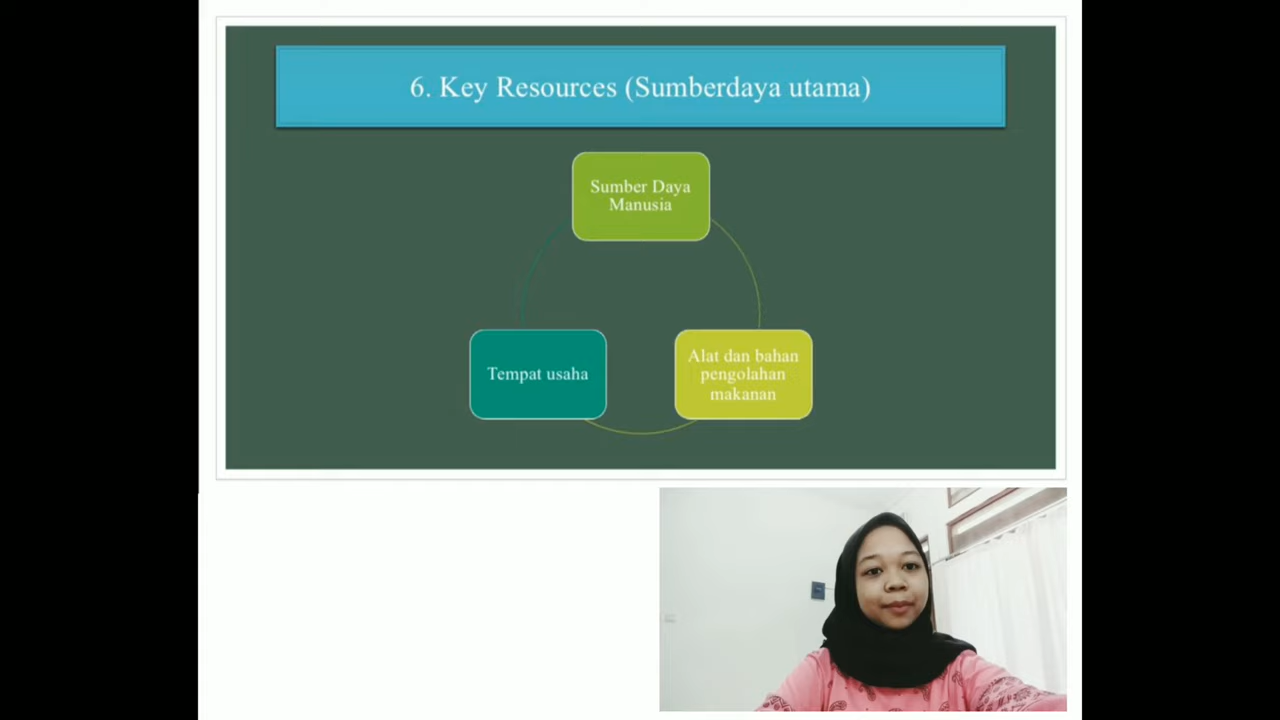 6. Key Resources (Sumberdaya utama)
Sumber Daya
Manusia
Tempat usaha
Alat dan bahan
pengolahan
makanan